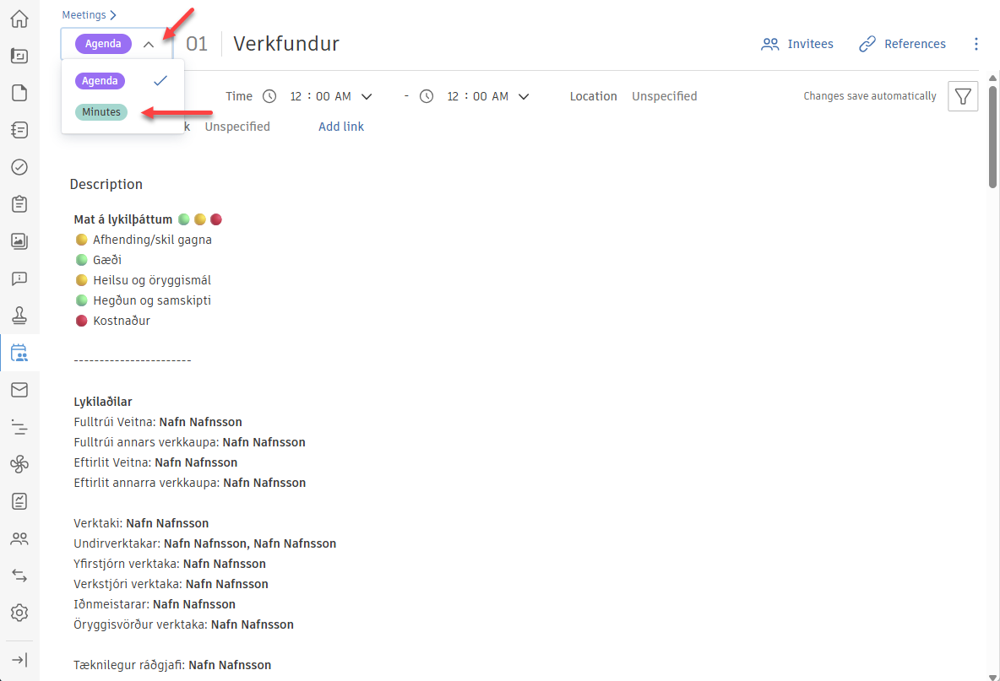 Meetings
Agenda 01 Verkfundur Invitees References
Agenda
Minutes
Time 12 : 00 AM - 12 : 00 AM Location Unspecified Changes save automatically
k Unspecified Add link
Description
Mat á lykilþáttum
Afhending/skil gagna
Gæði
Heilsu og öryggismál
Hegðun og samskipti
Kostnaður
-----------------------
Lykilaðilar
Fulltrúi Veitna: Nafn Nafnsson
Fulltrúi annars verkkaupa: Nafn Nafnsson
Eftirlit Veitna: Nafn Nafnsson
Eftirlit annarra verkkaupa: Nafn Nafnsson
Verktaki: Nafn Nafnsson
Undirverktakar: Nafn Nafnsson, Nafn Nafnsson
Yfirstjórn verktaka: Nafn Nafnsson
Verkstjóri verktaka: Nafn Nafnsson
Iðnmeistarar: Nafn Nafnsson
Öryggisvörður verktaka: Nafn Nafnsson
Tæknilegur ráðgjafi: Nafn Nafnsson